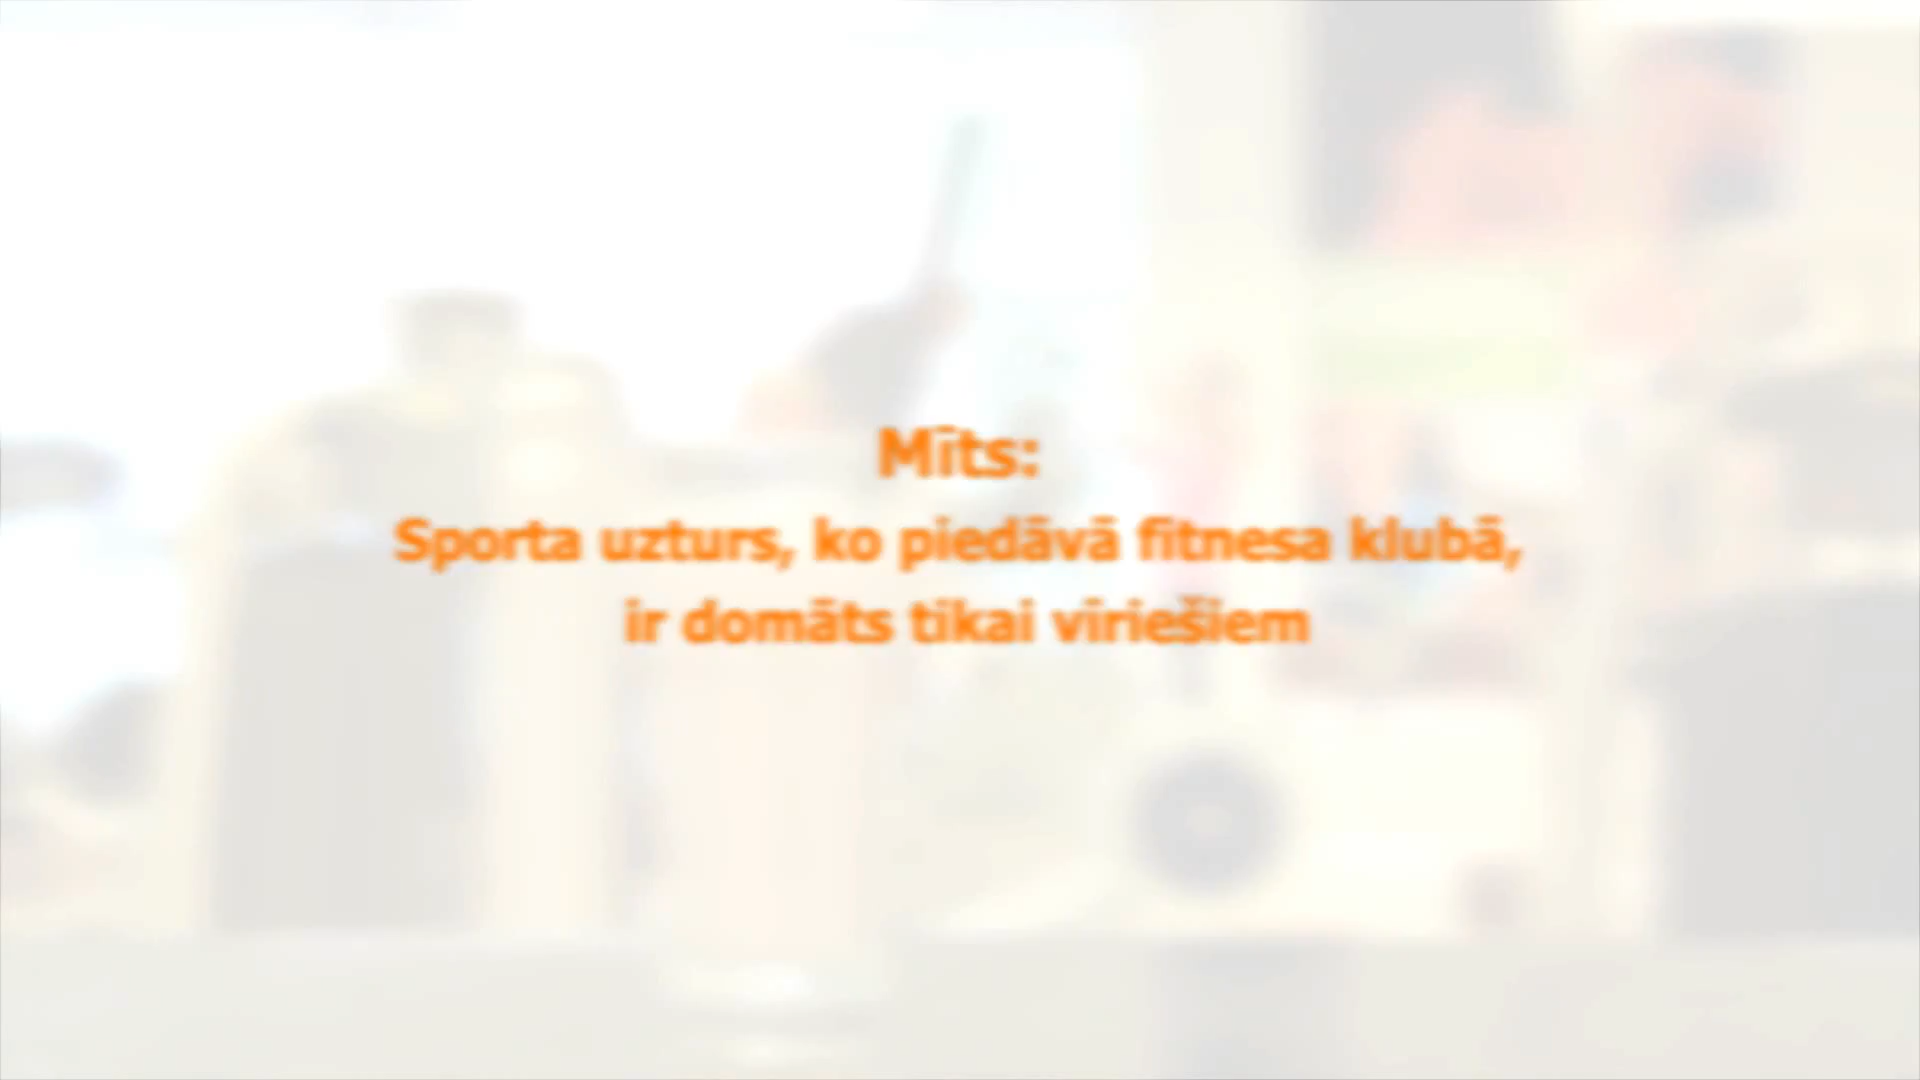 Mīts:
Sporta uzturs, ko piedāvā fitnesa klubā,
ir domāts tikai vīriešiem